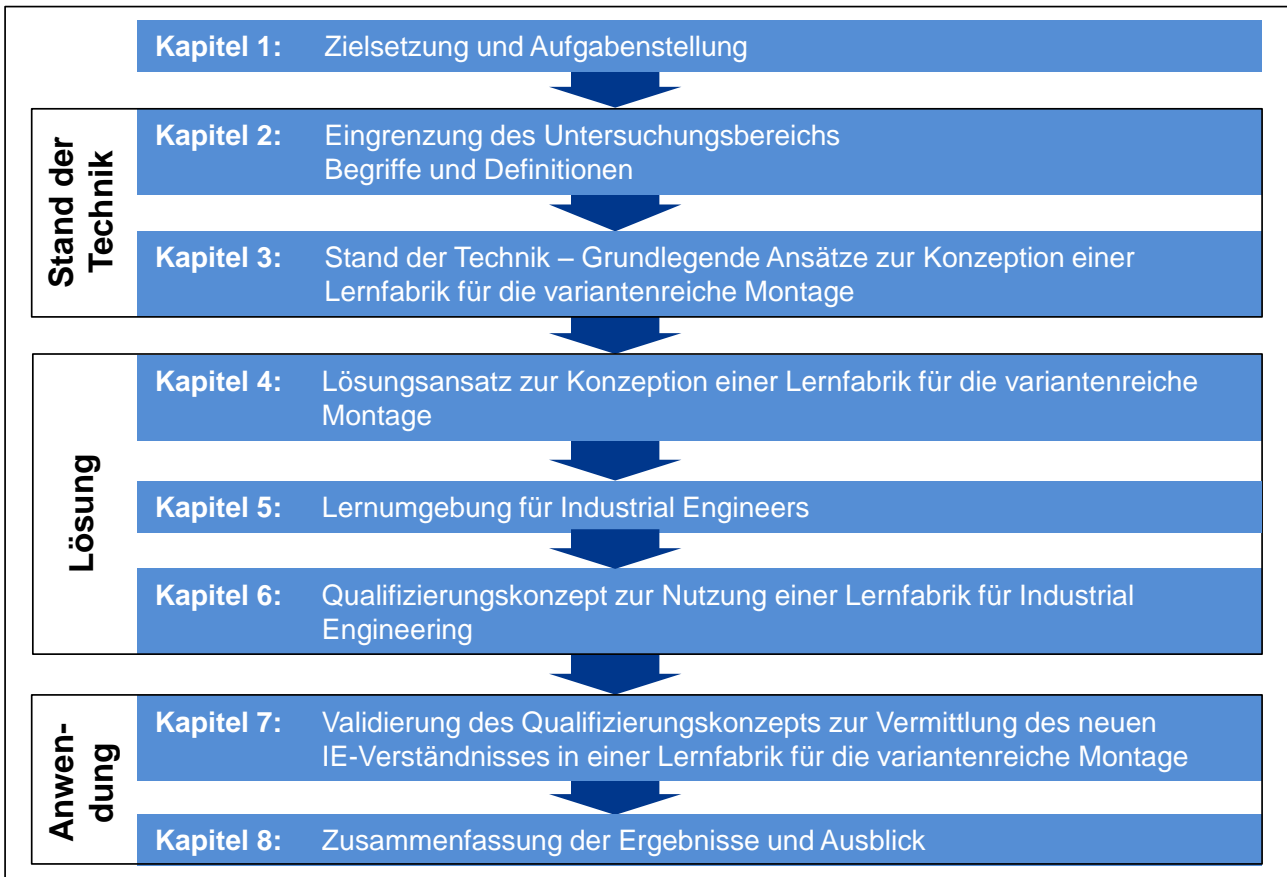 Kapitel 1: Zielsetzung und Aufgabenstellung
Stand der
Technik
Kapitel 2: Eingrenzung des Untersuchungsbereichs
Begriffe und Definitionen
Kapitel 3: Stand der Technik – Grundlegende Ansätze zur Konzeption einer
Lernfabrik für die variantenreiche Montage
Lösung
Kapitel 4: Lösungsansatz zur Konzeption einer Lernfabrik für die variantenreiche
Montage
Kapitel 5: Lernumgebung für Industrial Engineers
Kapitel 6: Qualifizierungskonzept zur Nutzung einer Lernfabrik für Industrial
Engineering
Anwen-
dung
Kapitel 7: Validierung des Qualifizierungskonzepts zur Vermittlung des neuen
IE-Verständnisses in einer Lernfabrik für die variantenreiche Montage
Kapitel 8: Zusammenfassung der Ergebnisse und Ausblick